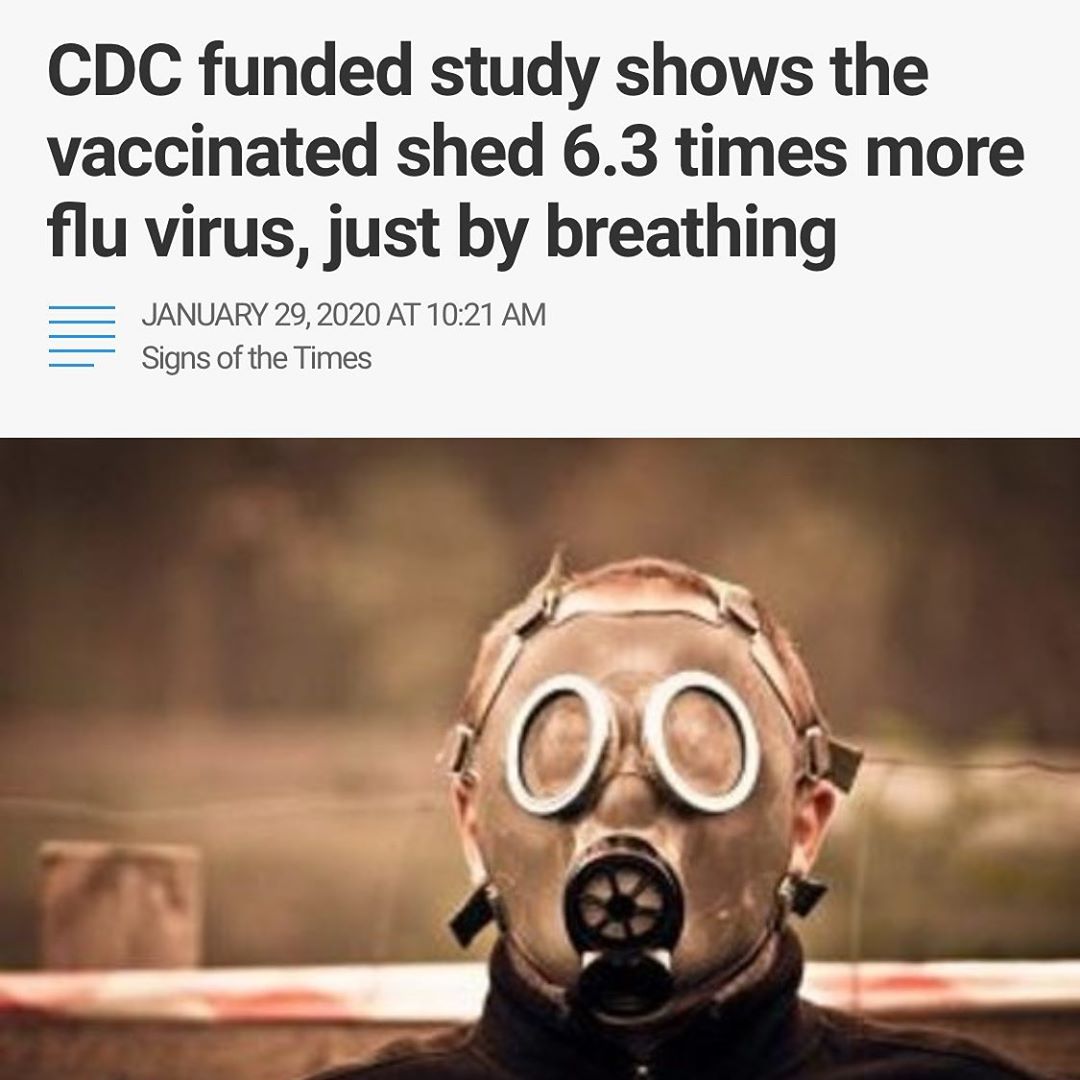 CDC funded study shows the
vaccinated shed 6.3 times more
flu virus, just by breathing
JANUARY 29, 2020 AT 10:21 AM
Signs of the Times